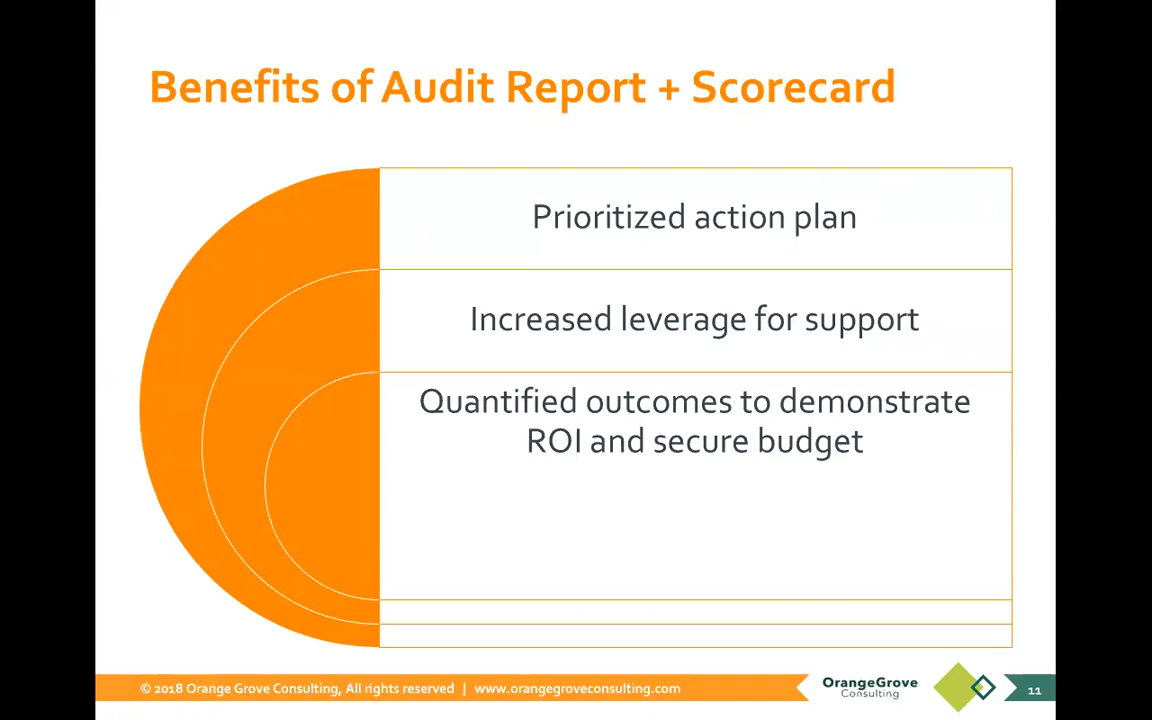 Benefits of Audit Report + Scorecard
Prioritized action plan
Increased leverage for support
Quantified outcomes to demonstrate
ROI and secure budget
© 2018 Orange Grove Consulting, All rights reserved | www.orangegroveconsulting.com
OrangeGrove
Consulting
11